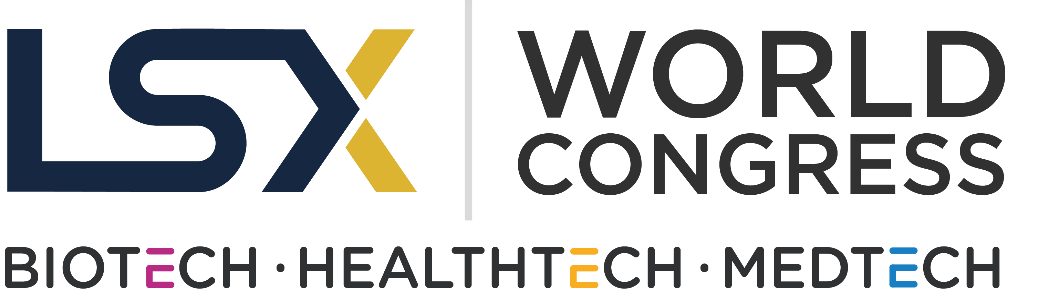 LSX
WORLD
CONGRESS
BIOTECH · HEALTHTECH · MEDTECH